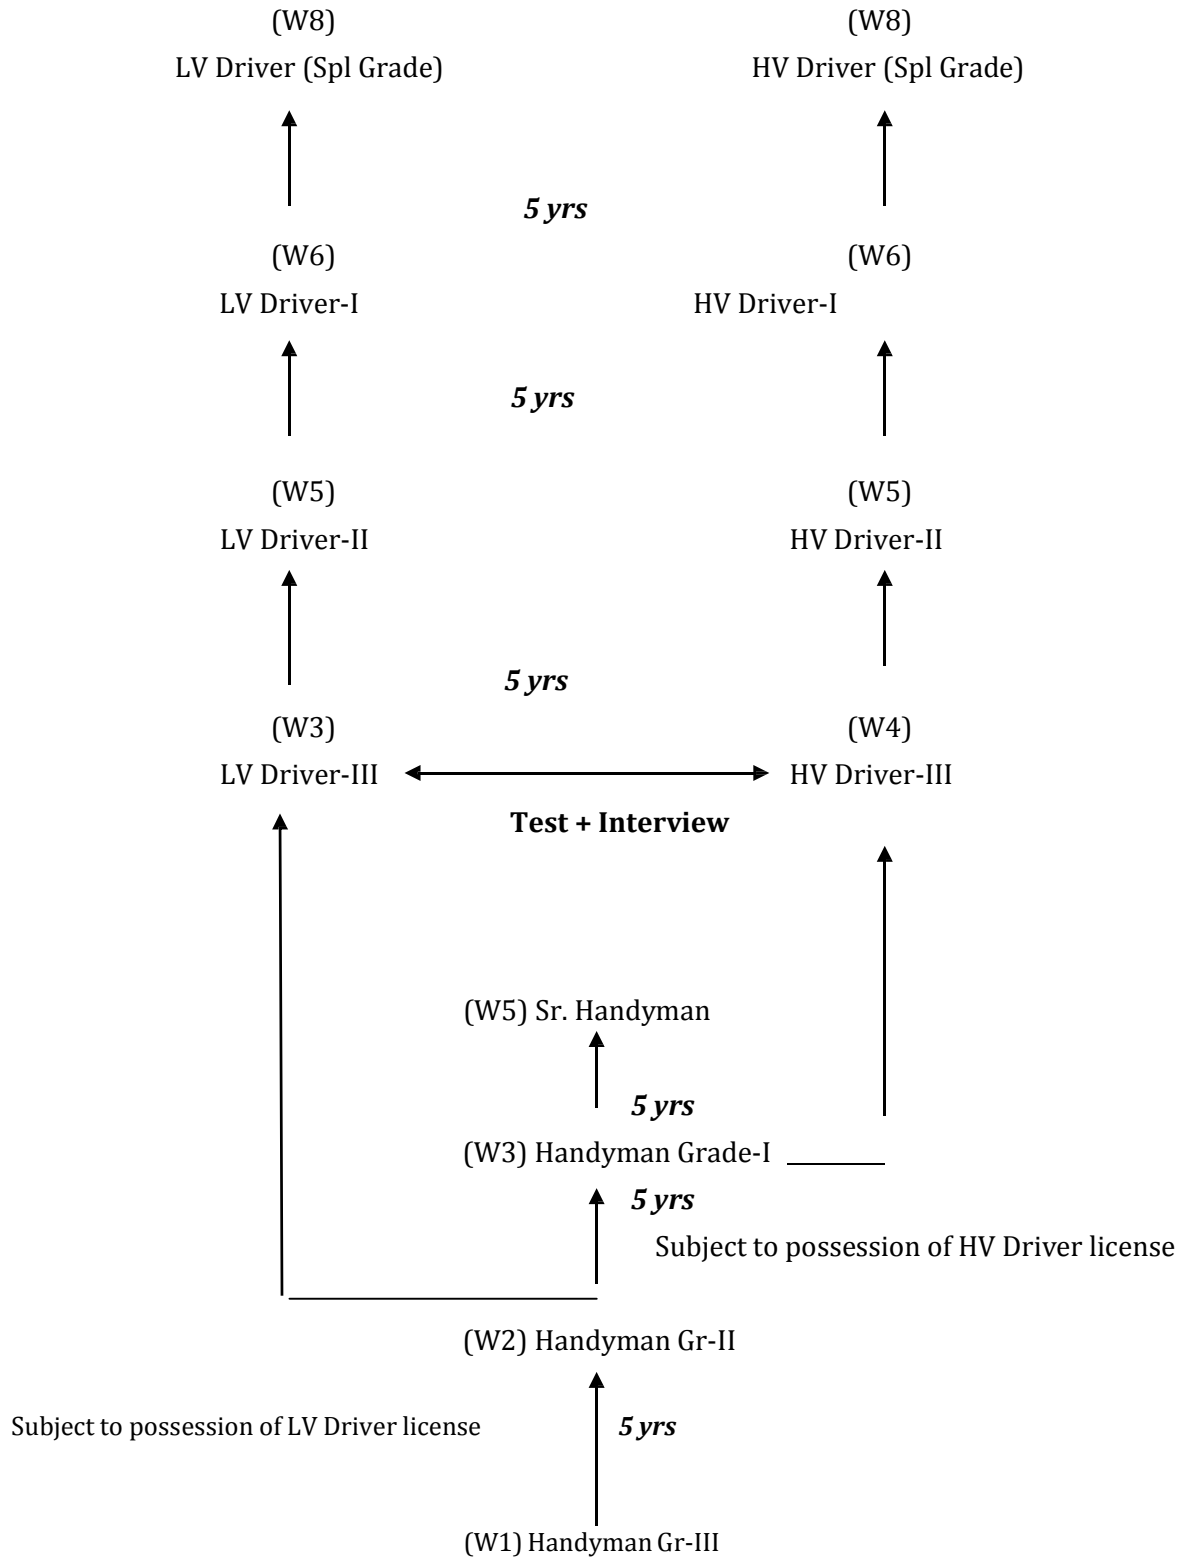 (W8) (W8)
LV Driver (Spl Grade) HV Driver (Spl Grade)
5 yrs
(W6) (W6)
LV Driver-I HV Driver-I
5 yrs
(W5) (W5)
LV Driver-II HV Driver-II
5 yrs
(W3) (W4)
LV Driver-III HV Driver-III
Test + Interview
(W5) Sr. Handyman
5 yrs
(W3) Handyman Grade-I
5 yrs
Subject to possession of HV Driver license
(W2) Handyman Gr-II
Subject to possession of LV Driver license 5 yrs
(W1) Handyman Gr-III